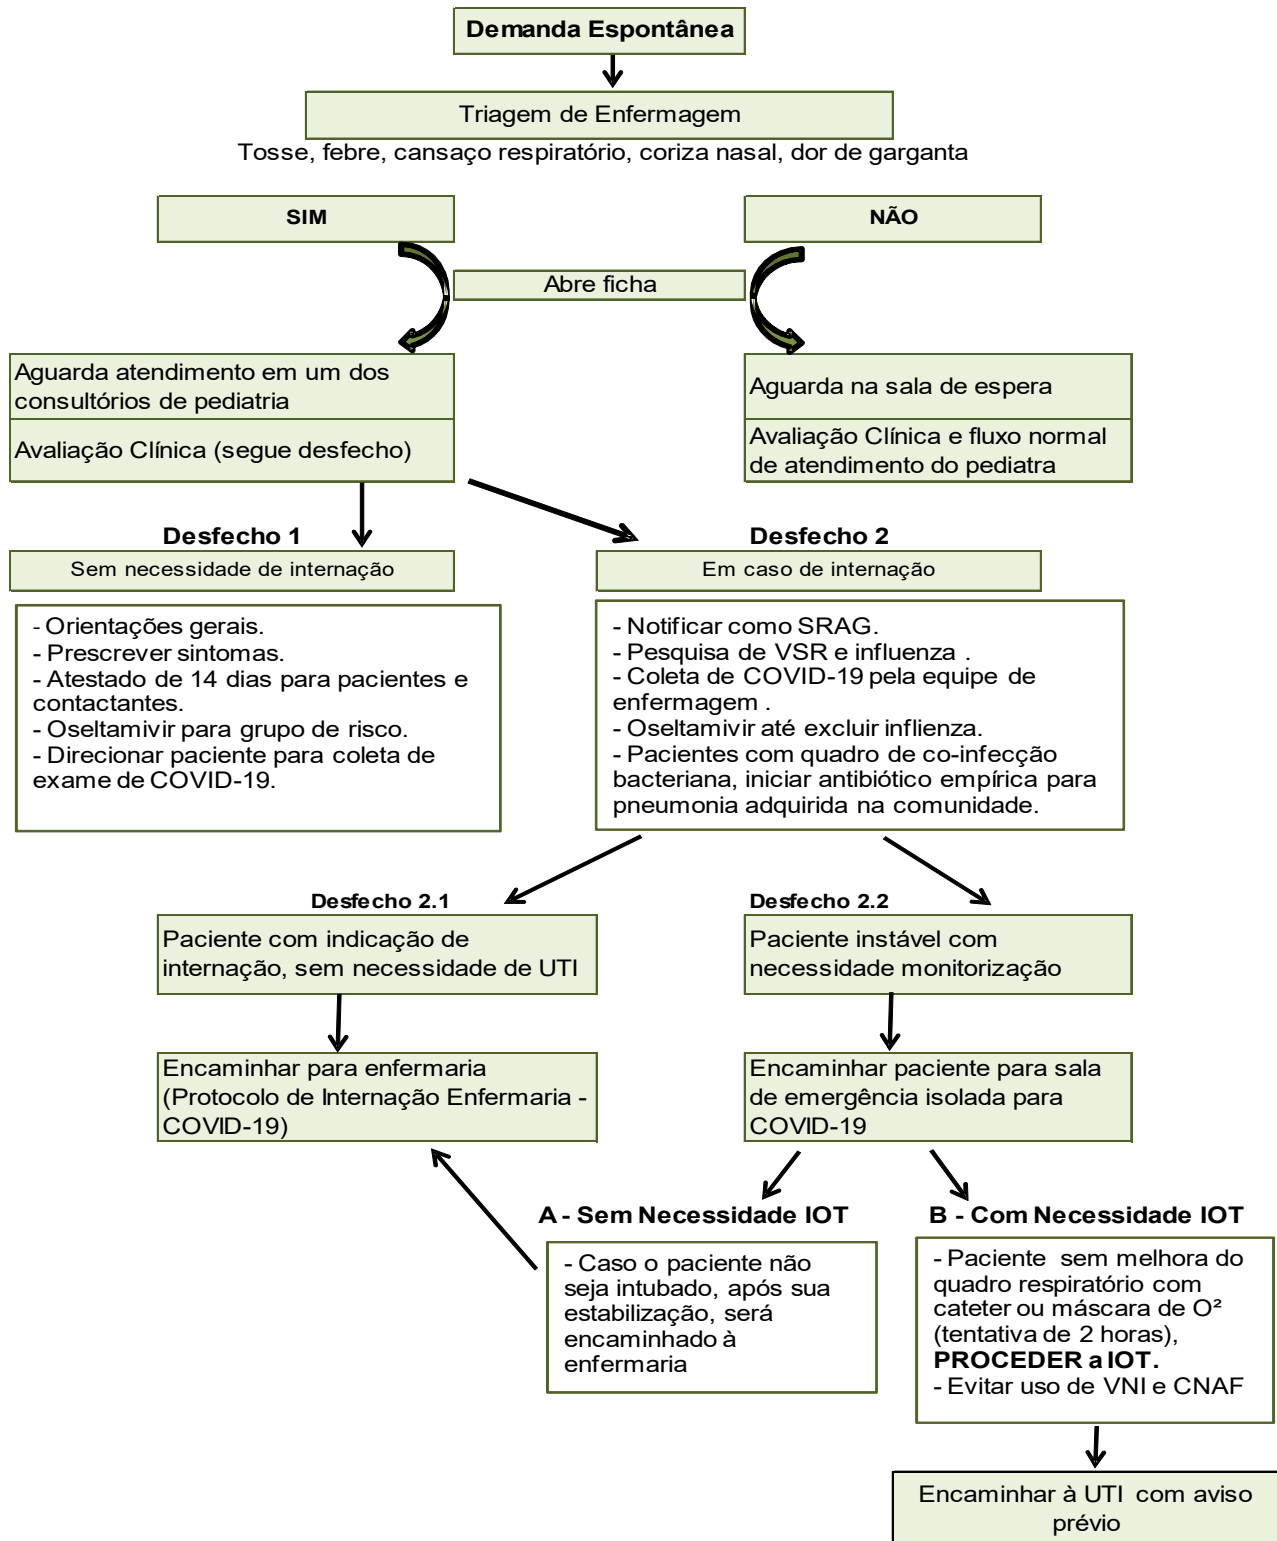 Demanda Espontânea
Triagem de Enfermagem
Tosse, febre, cansaço respiratório, coriza nasal, dor de garganta
SIM
NÃO
Abre ficha
Aguarda atendimento em um dos
consultórios de pediatria
Avaliação Clínica (segue desfecho)
Aguarda na sala de espera
Avaliação Clínica e fluxo normal
de atendimento do pediatra
Desfecho 1
Sem necessidade de internação
- Orientações gerais.
- Prescrever sintomas.
- Atestado de 14 dias para pacientes e
contactantes.
- Oseltamivir para grupo de risco.
- Direcionar paciente para coleta de
exame de COVID-19.
Desfecho 2
Em caso de internação
- Notificar como SRAG.
- Pesquisa de VSR e influenza .
- Coleta de COVID-19 pela equipe de
enfermagem .
- Oseltamivir até excluir inflienza.
- Pacientes com quadro de co-infecção
bacteriana, iniciar antibiótico empírica para
pneumonia adquirida na comunidade.
Desfecho 2.1
Paciente com indicação de
internação, sem necessidade de UTI
Encaminhar para enfermaria
(Protocolo de Internação Enfermaria -
COVID-19)
Desfecho 2.2
Paciente instável com
necessidade monitorização
Encaminhar paciente para sala
de emergência isolada para
COVID-19
A - Sem Necessidade IOT
- Caso o paciente não
seja intubado, após sua
estabilização, será
encaminhado à
enfermaria
B - Com Necessidade IOT
- Paciente sem melhora do
quadro respiratório com
cateter ou máscara de O²
(tentativa de 2 horas),
PROCEDER a IOT.
- Evitar uso de VNI e CNAF
Encaminhar à UTI com aviso
prévio